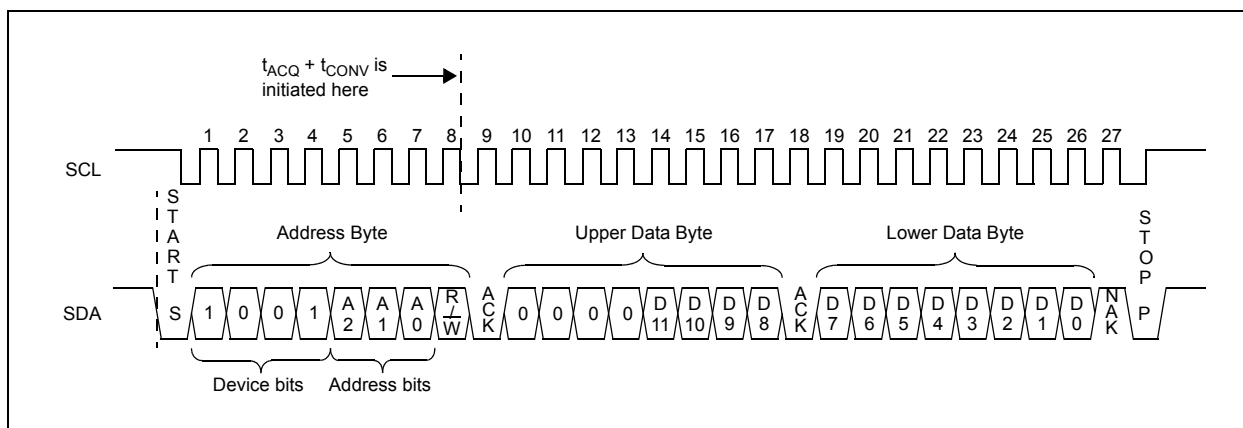 tACQ + tCONV is
initiated here
1 2 3 4 5 6 7 8 9 10 11 12 13 14 15 16 17 18 19 20 21 22 23 24 25 26 27
SCL
START
STOP
Address Byte
Upper Data Byte
Lower Data Byte
SDA
S 1 0 0 1 A2 A1 A0 R/W ACK 0 0 0 0 D11 D10 D9 D8 ACK D7 D6 D5 D4 D3 D2 D1 D0 NAK P
Device bits
Address bits